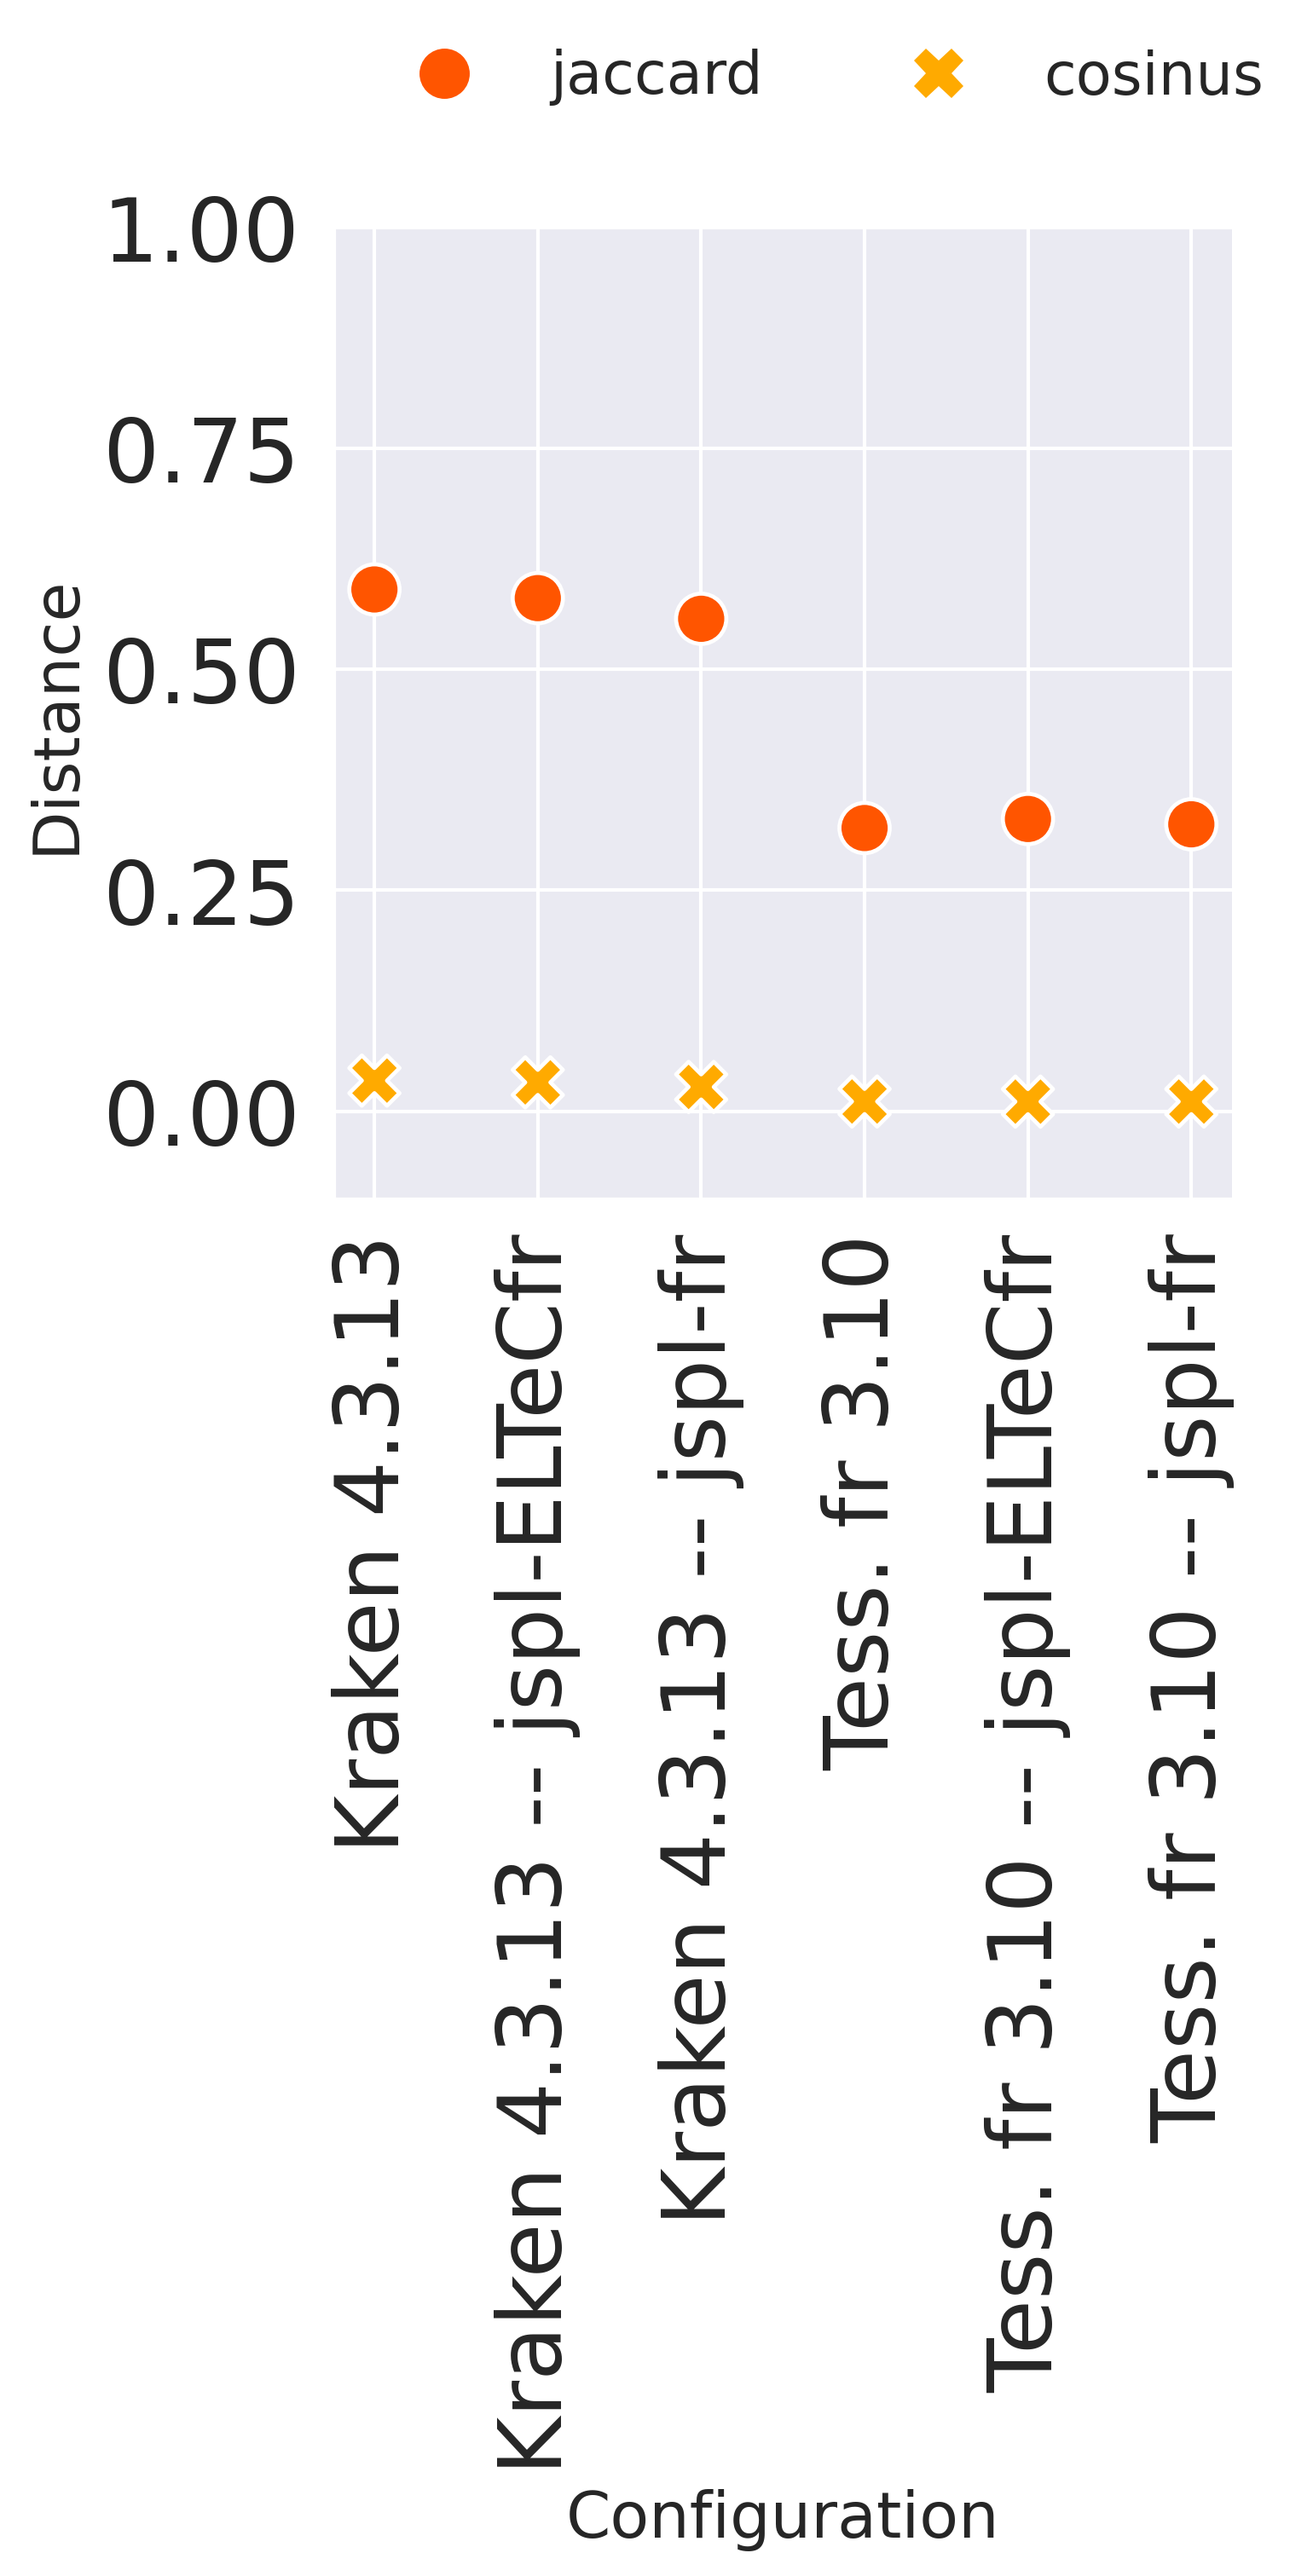 jaccard cosinus
1.00
0.75
0.50
0.25
0.00
Distance
Kraken 4.3.13
Kraken 4.3.13 -- jspl-ELTeCfr
Kraken 4.3.13 -- jspl-fr
Tess. fr 3.10
Tess. fr 3.10 -- jspl-ELTeCfr
Tess. fr 3.10 -- jspl-fr
Configuration